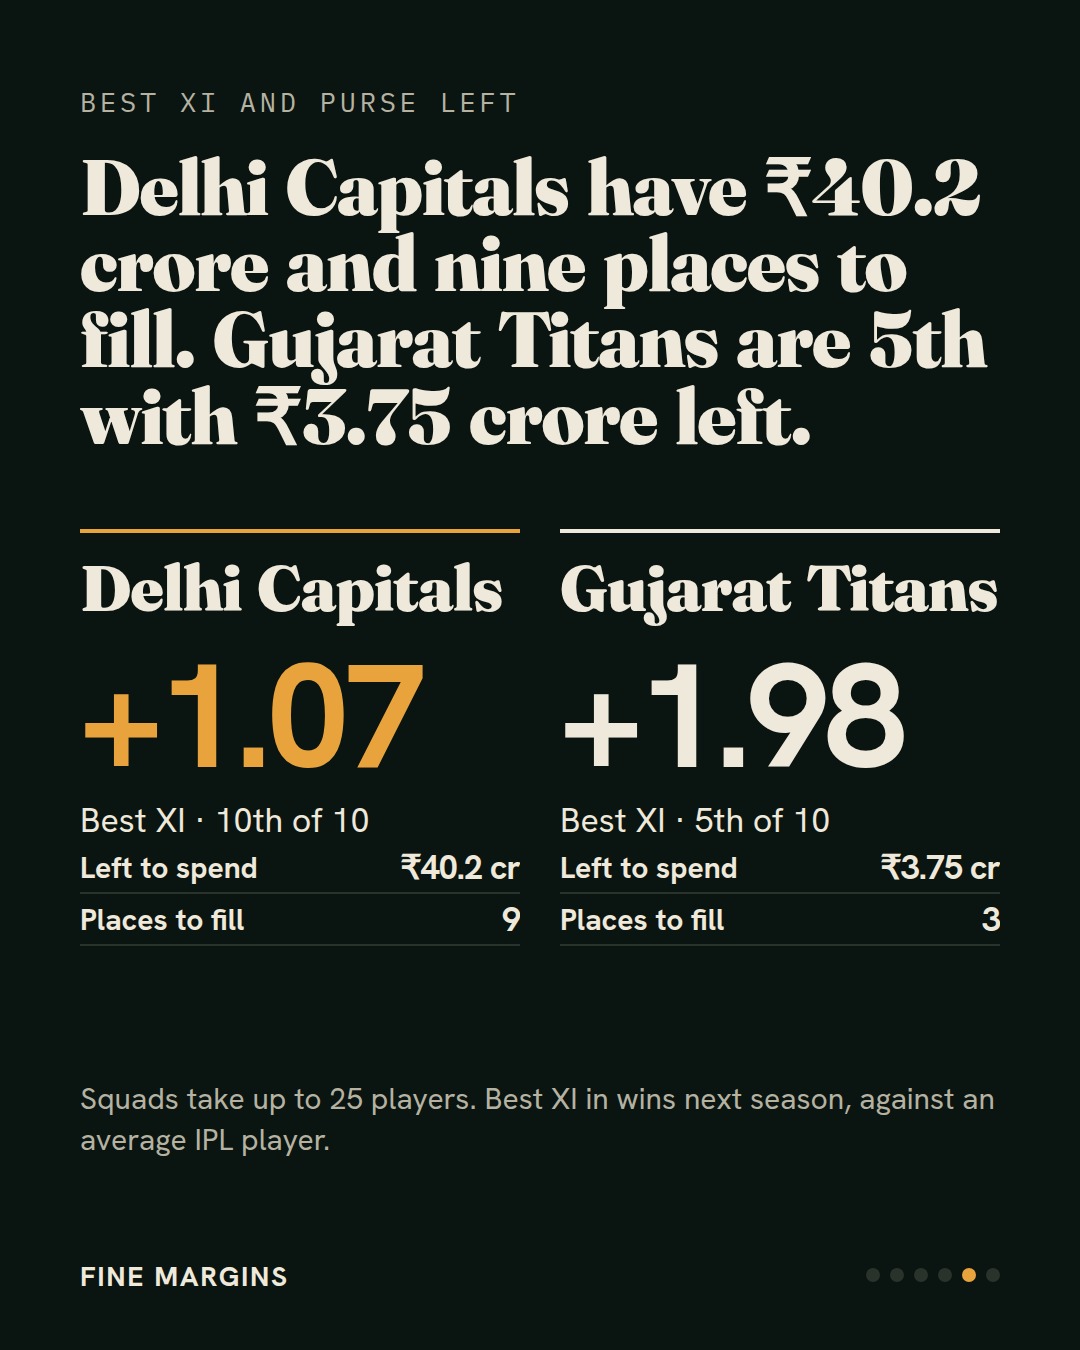 BEST XI AND PURSE LEFT
Delhi Capitals have ₹40.2
crore and nine places to
fill. Gujarat Titans are 5th
with ₹3.75 crore left.
Delhi Capitals
+1.07
Best XI · 10th of 10
Left to spend ₹40.2 cr
Places to fill 9
Gujarat Titans
+1.98
Best XI · 5th of 10
Left to spend ₹3.75 cr
Places to fill 3
Squads take up to 25 players. Best XI in wins next season, against an
average IPL player.
FINE MARGINS